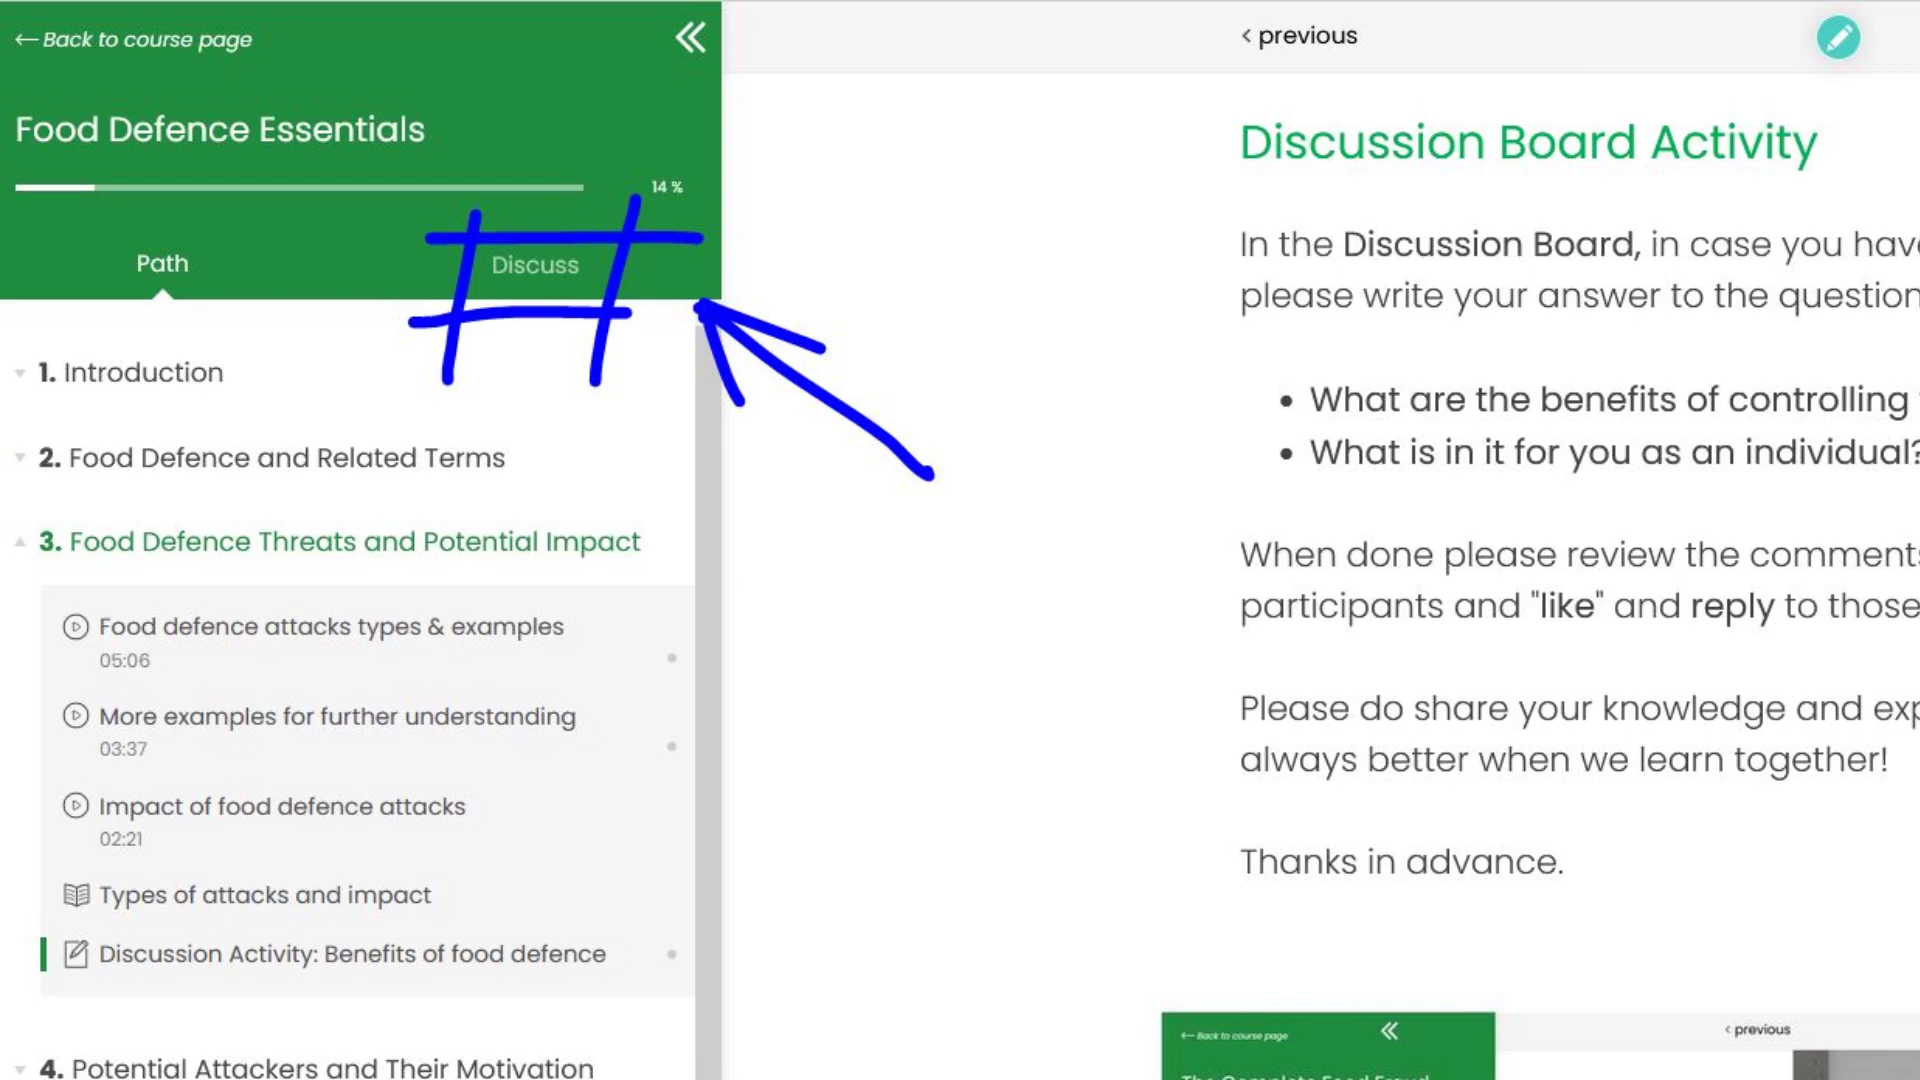 Back to course page
Food Defence Essentials
14 %
Path
Discuss
1. Introduction
2. Food Defence and Related Terms
3. Food Defence Threats and Potential Impact
Food defence attacks types & examples
05:06
More examples for further understanding
03:37
Impact of food defence attacks
02:21
Types of attacks and impact
Discussion Activity: Benefits of food defence
4. Potential Attackers and Their Motivation
< previous
Discussion Board Activity
In the Discussion Board, in case you have
please write your answer to the question
• What are the benefits of controlling
• What is in it for you as an individual?
When done please review the comments
participants and "like" and reply to those
Please do share your knowledge and exp
always better when we learn together!
Thanks in advance.
Back to course page
< previous
The Complete Food Fraud